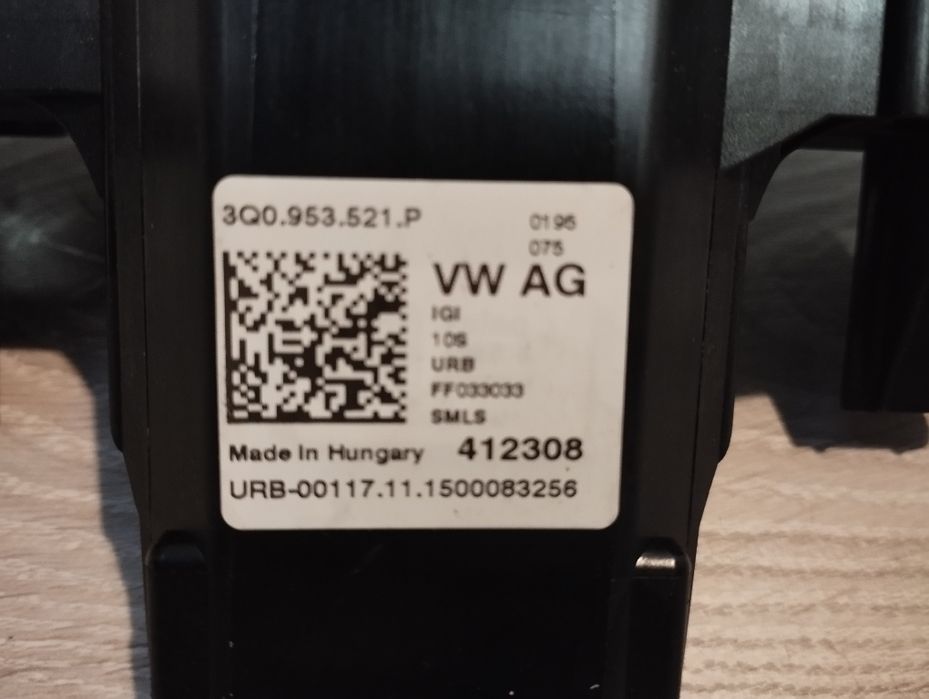 3Q0.953.521.P
0196
075
VW AG
IGI
10S
URB
FF033033
SMLS
Made In Hungary 412308
URB-00117.11.1500083256